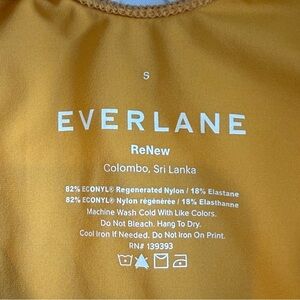 S
EVERLANE
ReNew
Colombo, Sri Lanka
82% ECONYL® Regenerated Nylon / 18% Elastane
82% ECONYL® Nylon régénérée / 18% Elasthanne
Machine Wash Cold With Like Colors.
Do Not Bleach. Hang To Dry.
Cool Iron If Needed. Do Not Iron On Print.
RN# 139393